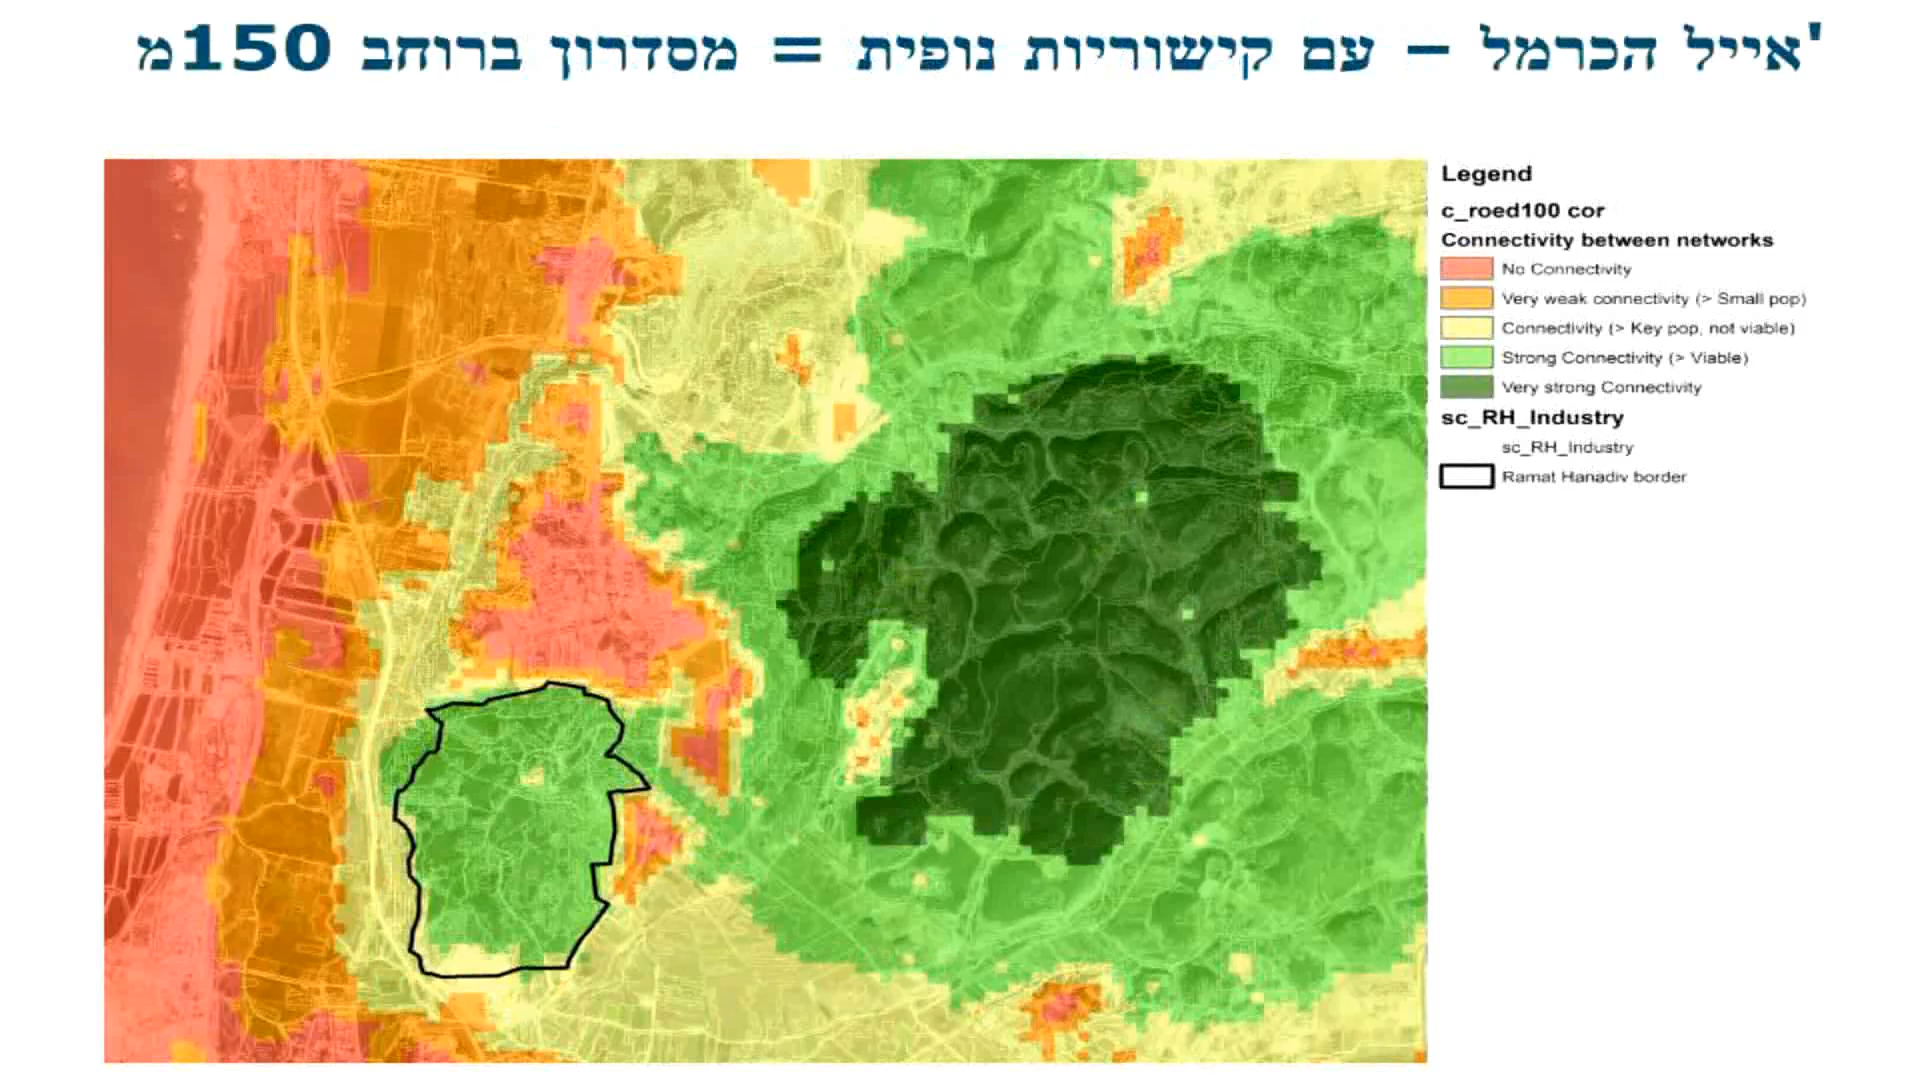 'אייל הכרמל – עם קישוריות נופית = מסדרון ברוחב 150מ
Legend
c_roed100 cor
Connectivity between networks
No Connectivity
Very weak connectivity (> Small pop)
Connectivity (> Key pop, not viable)
Strong Connectivity (> Viable)
Very strong Connectivity
sc_RH_Industry
sc_RH_Industry
Ramat Hanadiv border